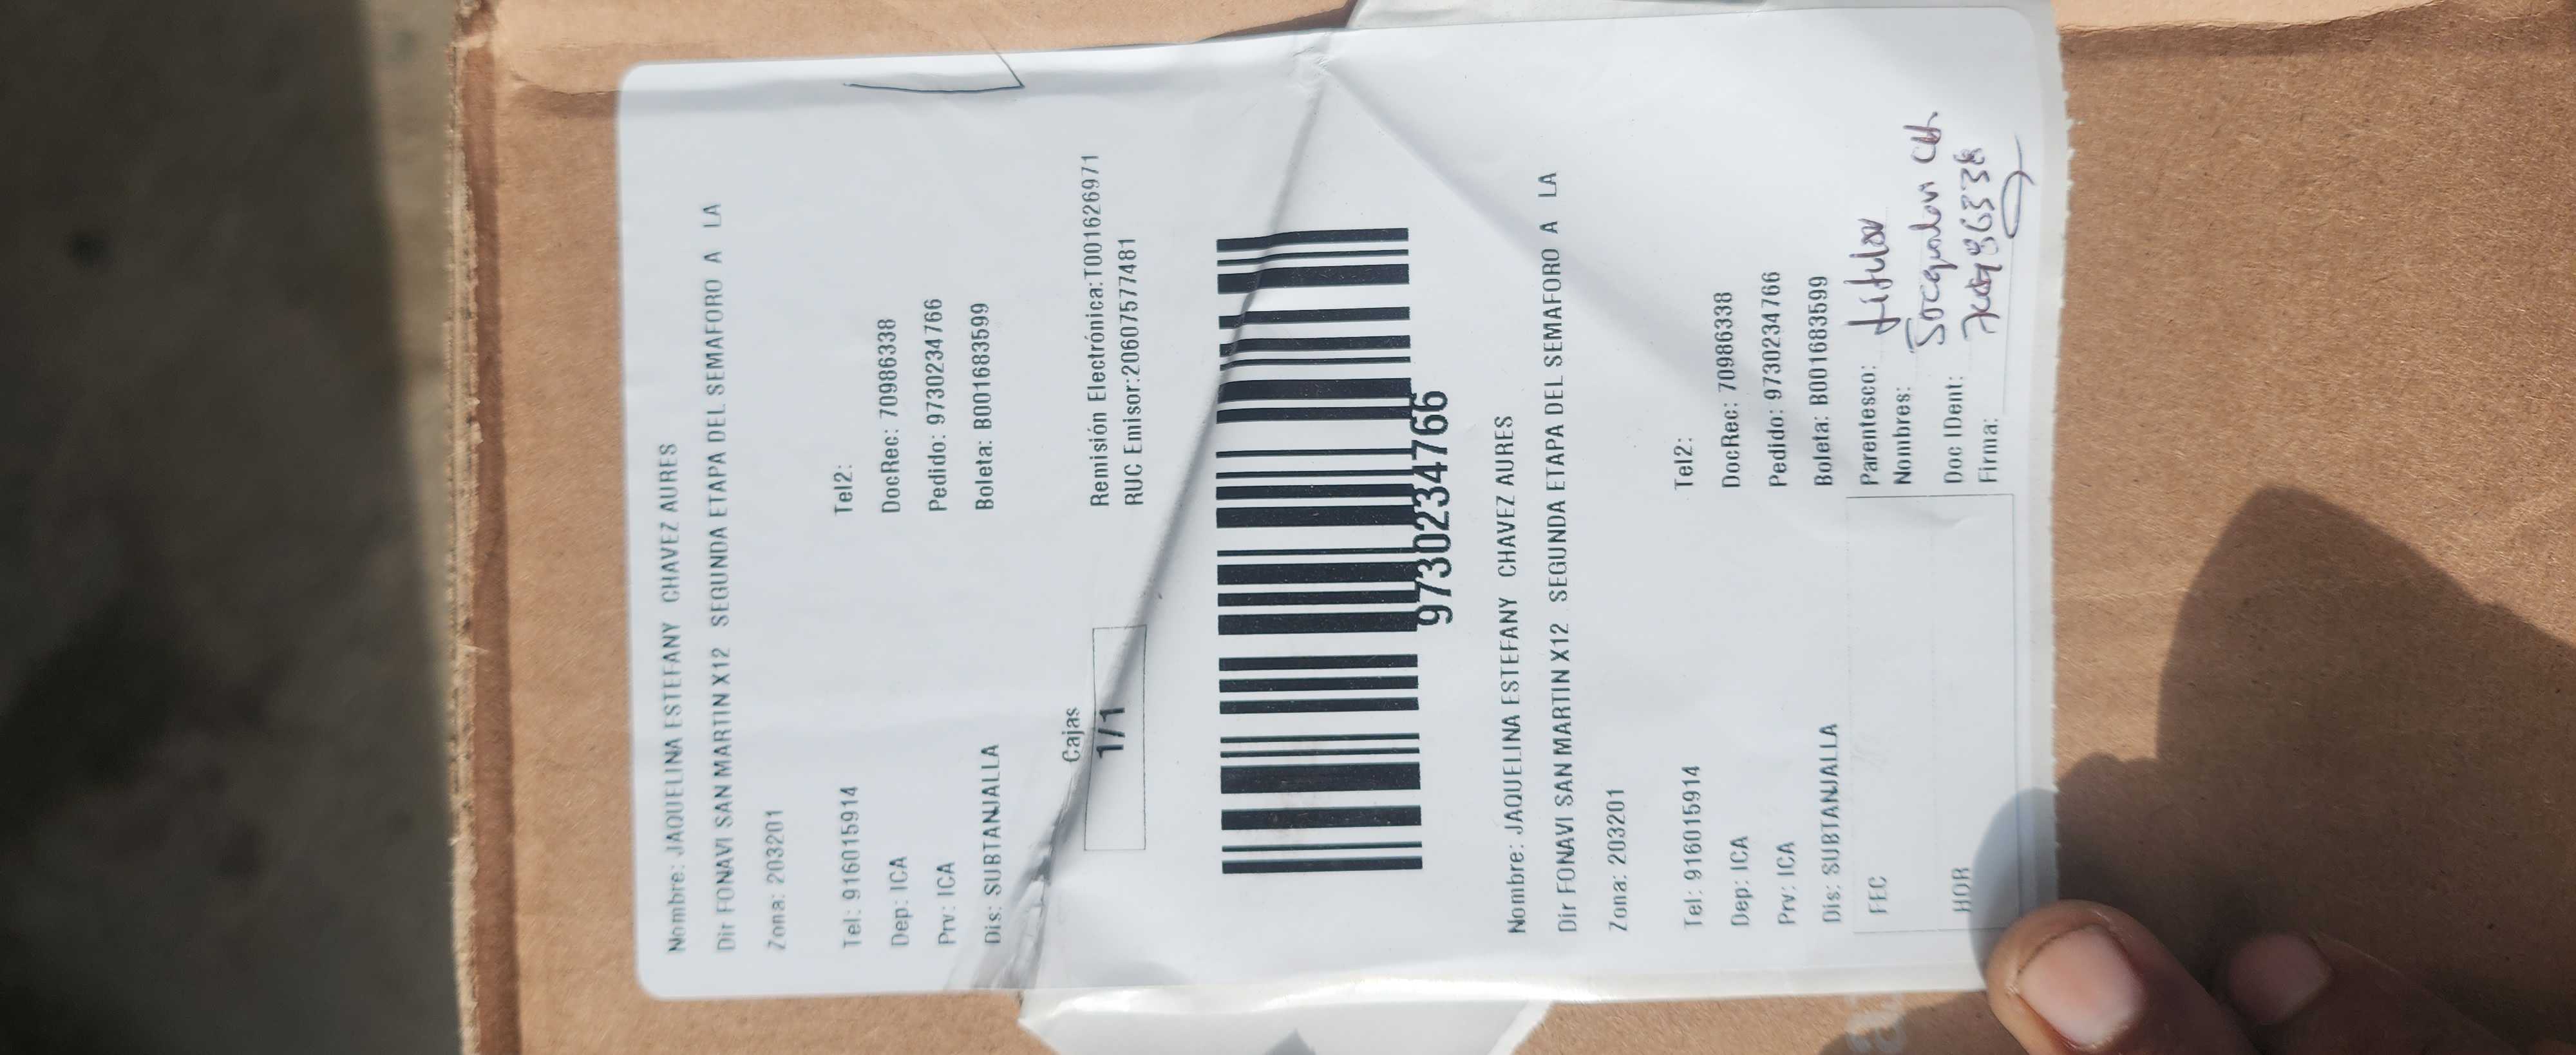 Nombre: JAQUELINA ESTEFANY CHAVEZ AURES
Dir FONAVI SAN MARTIN X12 SEGUNDA ETAPA DEL SEMAFORO A LA
Zona: 203201
Tel: 916015914 Tel2:
Dep: ICA DocRec: 70986338
Prv: ICA Pedido: 9730234766
Dis: SUBTANJALLA Boleta: B001683599
Cajas
1/1
Remisión Electrónica:T001626971
RUC Emisor:20607577481
9730234766
Nombre: JAQUELINA ESTEFANY CHAVEZ AURES
Dir FONAVI SAN MARTIN X12 SEGUNDA ETAPA DEL SEMAFORO A LA
Zona: 203201
Tel: 916015914 Tel2:
Dep: ICA DocRec: 70986338
Prv: ICA Pedido: 9730234766
Dis: SUBTANJALLA Boleta: B001683599
FEC
HOR
Parentesco: titular
Nombres: Ch
Doc IDent:
Firma: